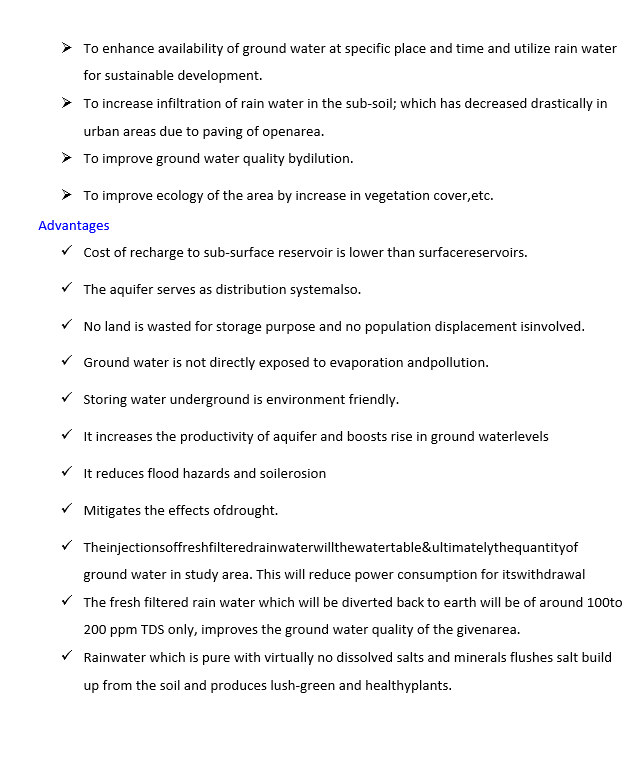 To enhance availability of ground water at specific place and time and utilize rain water
for sustainable development.
To increase infiltration of rain water in the sub-soil; which has decreased drastically in
urban areas due to paving of openarea.
To improve ground water quality bydilution.
To improve ecology of the area by increase in vegetation cover,etc.
Advantages
Cost of recharge to sub-surface reservoir is lower than surfacereservoirs.
The aquifer serves as distribution systemalso.
No land is wasted for storage purpose and no population displacement isinvolved.
Ground water is not directly exposed to evaporation andpollution.
Storing water underground is environment friendly.
It increases the productivity of aquifer and boosts rise in ground waterlevels
It reduces flood hazards and soilerosion
Mitigates the effects ofdrought.
Theinjectionsoffreshfilteredrainwaterwillthewatertable&ultimatelythequantityof
ground water in study area. This will reduce power consumption for itswithdrawal
The fresh filtered rain water which will be diverted back to earth will be of around 100to
200 ppm TDS only, improves the ground water quality of the givenarea.
Rainwater which is pure with virtually no dissolved salts and minerals flushes salt build
up from the soil and produces lush-green and healthyplants.